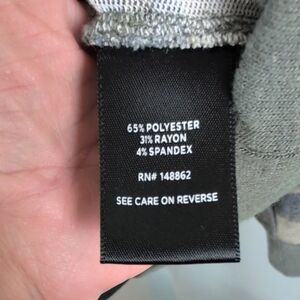 65% POLYESTER
31% RAYON
4% SPANDEX
RN# 148862
SEE CARE ON REVERSE